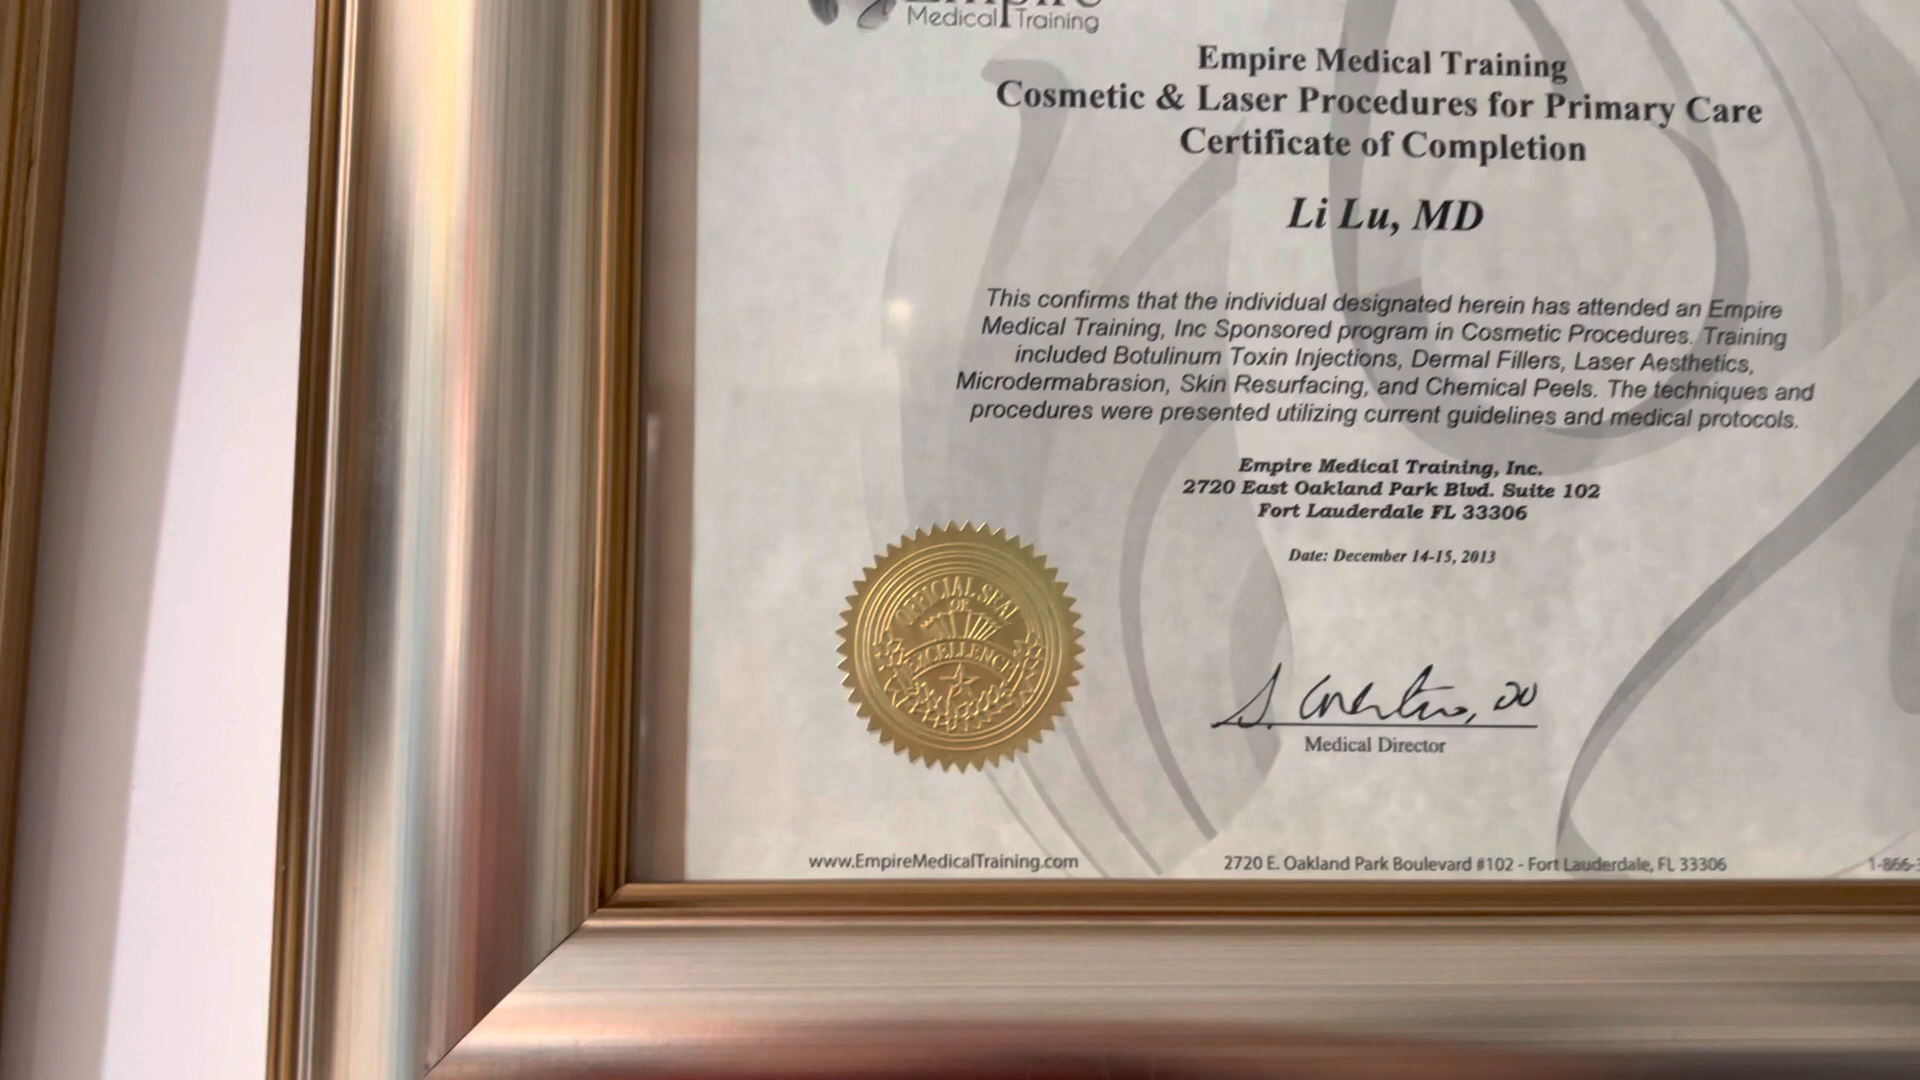 Medical Training
Empire Medical Training
Cosmetic & Laser Procedures for Primary Care
Certificate of Completion
Li Lu, MD
This confirms that the individual designated herein has attended an Empire
Medical Training, Inc Sponsored program in Cosmetic Procedures. Training
included Botulinum Toxin Injections, Dermal Fillers, Laser Aesthetics,
Microdermabrasion, Skin Resurfacing, and Chemical Peels. The techniques and
procedures were presented utilizing current guidelines and medical protocols.
Empire Medical Training, Inc.
2720 East Oakland Park Blvd. Suite 102
Fort Lauderdale FL 33306
Date: December 14-15, 2013
OFFICIAL SEAL
OF
EXCELLENCE
Medical Director
www.EmpireMedicalTraining.com
2720 E. Oakland Park Boulevard #102 - Fort Lauderdale, FL 33306
1-866-